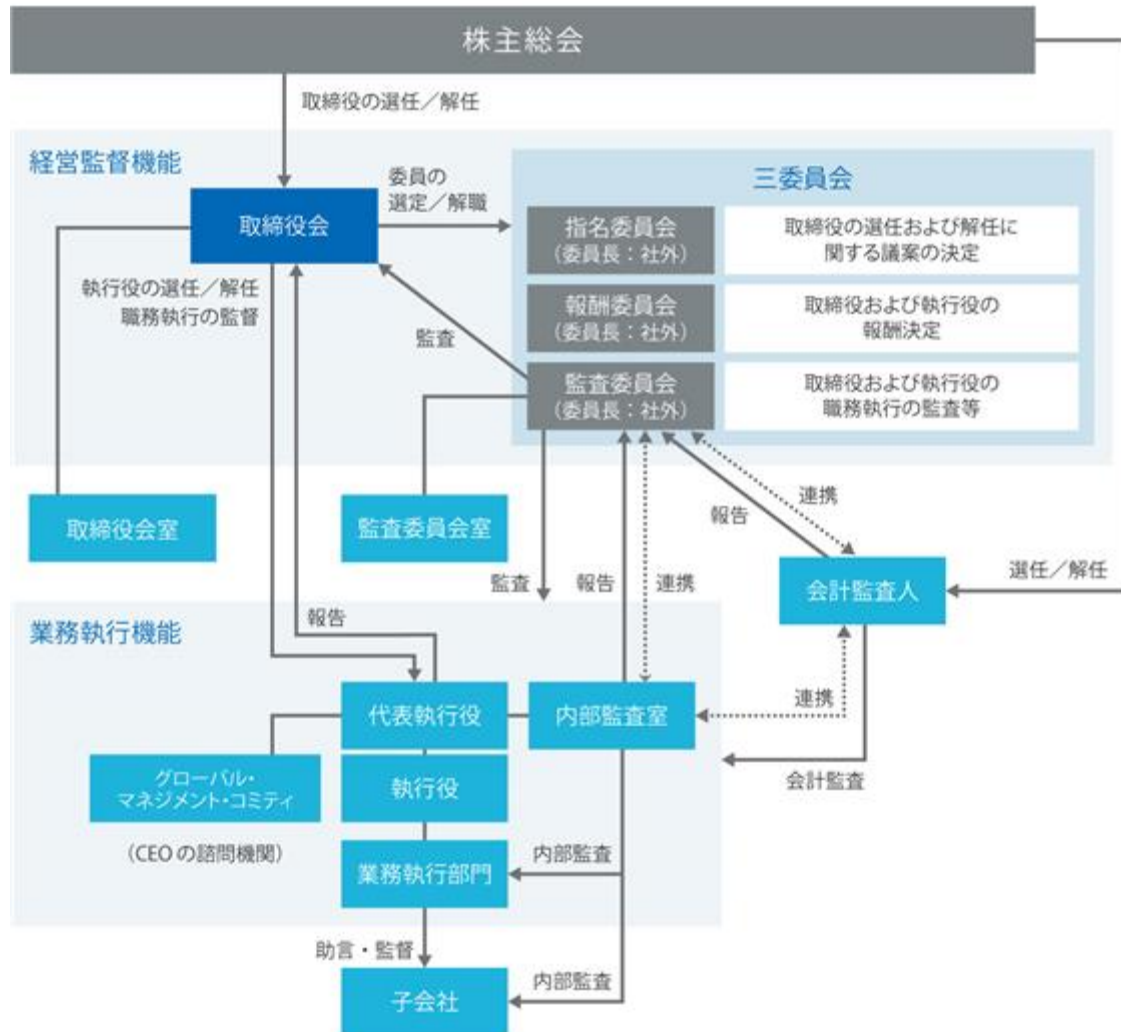 株主総会
取締役の選任／解任
経営監督機能
取締役会
委員の
選定／解職
三委員会
指名委員会
（委員長：社外）
取締役の選任および解任に
関する議案の決定
報酬委員会
（委員長：社外）
取締役および執行役の
報酬決定
監査委員会
（委員長：社外）
取締役および執行役の
職務執行の監査等
執行役の選任／解任
職務執行の監督
監査
取締役会室
監査委員会室
監査
報告
連携
報告
連携
会計監査人
選任／解任
業務執行機能
報告
代表執行役
内部監査室
連携
会計監査
グローバル・
マネジメント・コミティ
（CEOの諮問機関）
執行役
業務執行部門
内部監査
助言・監督
子会社
内部監査